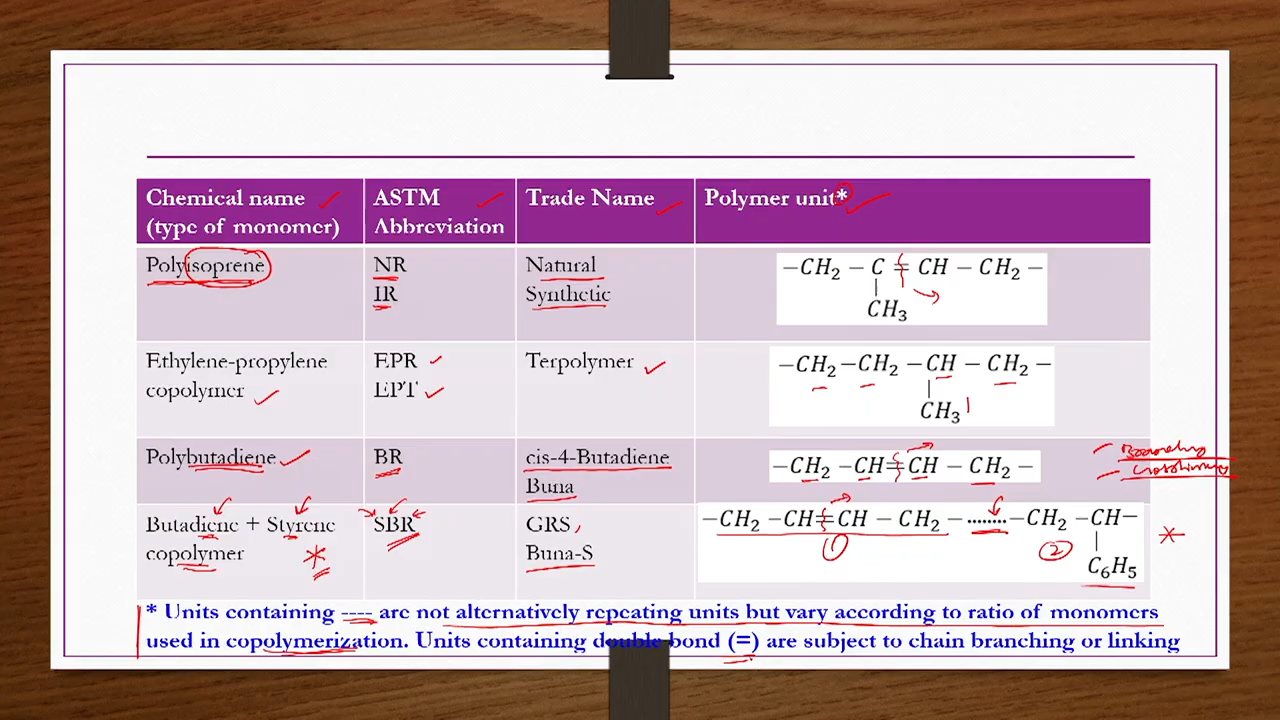 Chemical name (type of monomer)
ASTM Abbreviation
Trade Name
Polymer unit*
Polyisoprene
NR
IR
Natural
Synthetic
−CH₂ − C = CH − CH₂ −
|
CH₃
Ethylene-propylene copolymer
EPR
EPT
Terpolymer
−CH₂ −CH₂ −CH − CH₂ −
|
CH₃
Polybutadiene
BR
cis-4-Butadiene
Buna
−CH₂ −CH=CH − CH₂ −
Branching
Crosslinking
Butadiene + Styrene copolymer
SBR
GRS
Buna-S
−CH₂ −CH=CH − CH₂ −........−CH₂ −CH−
|
C₆H₅
1
2
* Units containing ---- are not alternatively repeating units but vary according to ratio of monomers
used in copolymerization. Units containing double bond (=) are subject to chain branching or linking